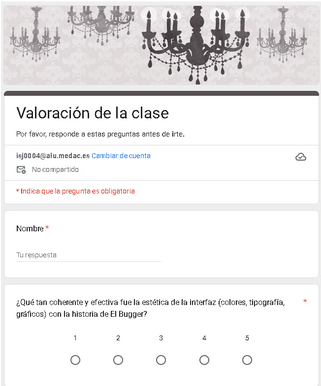 Valoración de la clase
Por favor, responde a estas preguntas antes de irte.
isj0004@alu.medac.es Cambiar de cuenta
No compartido
* Indica que la pregunta es obligatoria
Nombre *
Tu respuesta
¿Qué tan coherente y efectiva fue la estética de la interfaz (colores, tipografía, *
gráficos) con la historia de El Bugger?
1 2 3 4 5